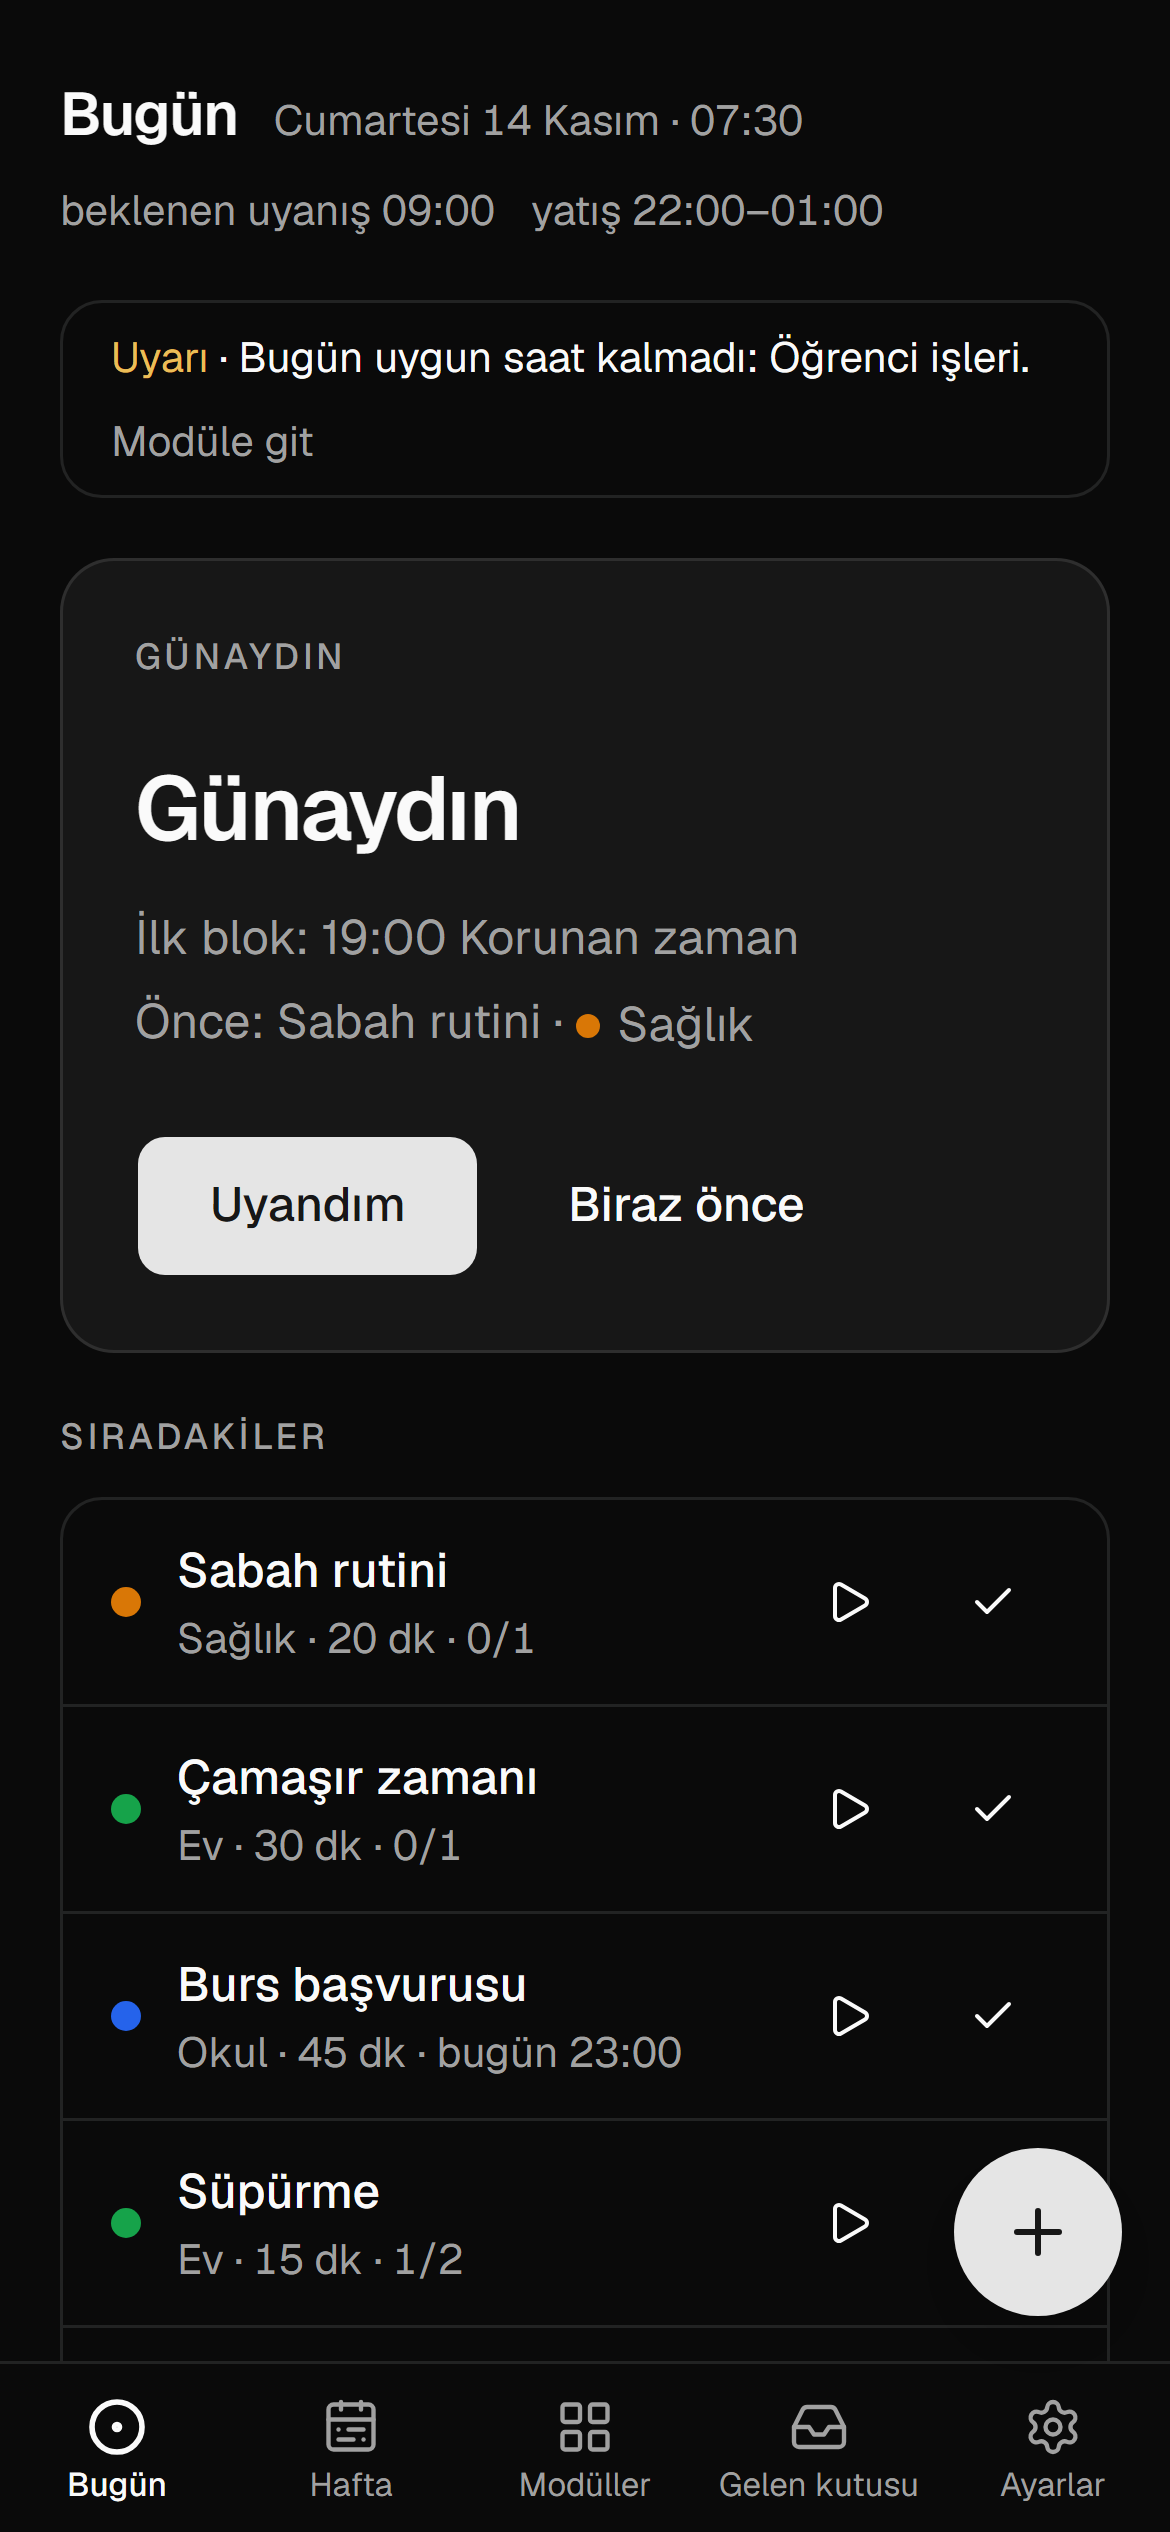 Bugün Cumartesi 14 Kasım · 07:30
beklenen uyanış 09:00 yatış 22:00–01:00
Uyarı · Bugün uygun saat kalmadı: Öğrenci işleri.
Modüle git
GÜNAYDIN
Günaydın
İlk blok: 19:00 Korunan zaman
Önce: Sabah rutini · Sağlık
Uyandım Biraz önce
SIRADAKİLER
Sabah rutini
Sağlık · 20 dk · 0/1
Çamaşır zamanı
Ev · 30 dk · 0/1
Burs başvurusu
Okul · 45 dk · bugün 23:00
Süpürme
Ev · 15 dk · 1/2
Bugün Hafta Modüller Gelen kutusu Ayarlar